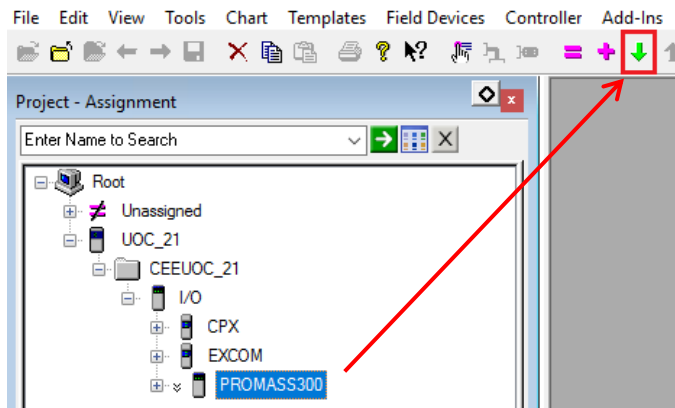 File Edit View Tools Chart Templates Field Devices Controller Add-Ins
Project - Assignment
Enter Name to Search
Root
Unassigned
UOC_21
CEEUOC_21
I/O
CPX
EXCOM
PROMASS300